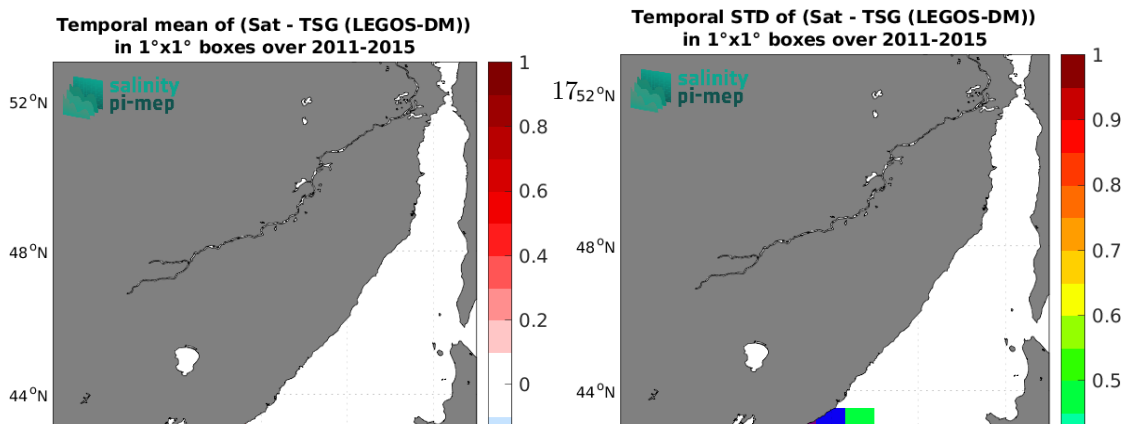 Temporal mean of (Sat - TSG (LEGOS-DM))
in 1°x1° boxes over 2011-2015
salinity
pi-mep
52°N
48°N
44°N
1
0.8
0.6
0.4
0.2
0
17
Temporal STD of (Sat - TSG (LEGOS-DM))
in 1°x1° boxes over 2011-2015
salinity
pi-mep
52°N
48°N
44°N
1
0.9
0.8
0.7
0.6
0.5